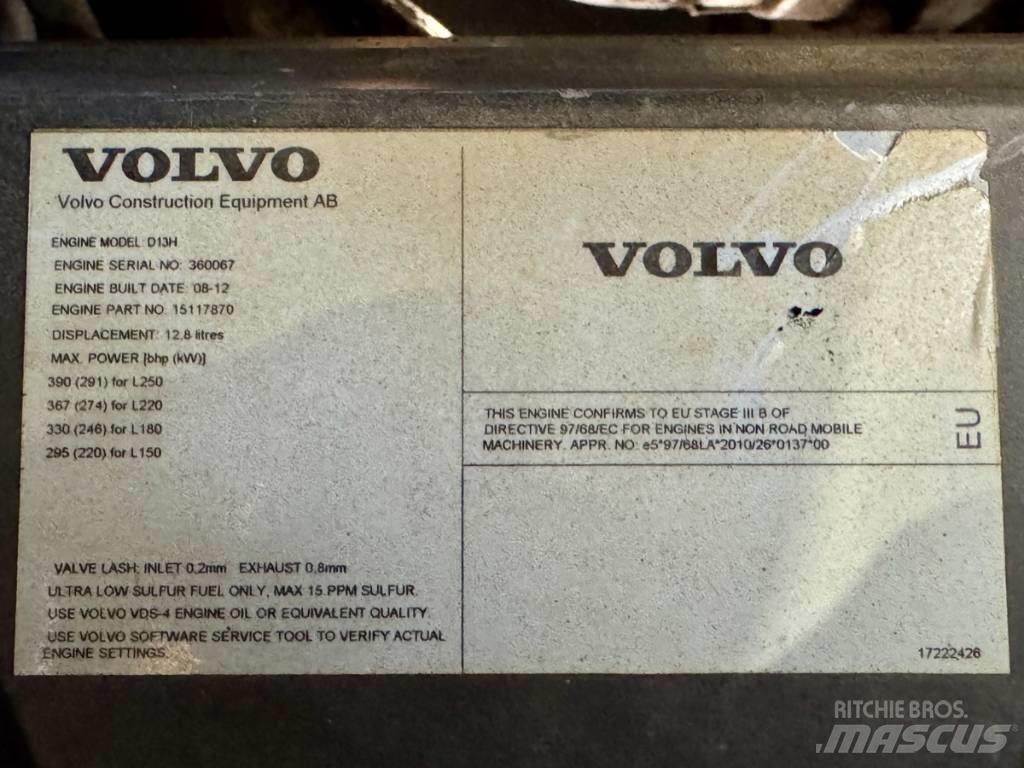 VOLVO
Volvo Construction Equipment AB
ENGINE MODEL: D13H
ENGINE SERIAL NO: 360067
ENGINE BUILT DATE: 08-12
ENGINE PART NO: 15117870
DISPLACEMENT: 12,8 litres
MAX. POWER [bhp (kW)]
390 (291) for L250
367 (274) for L220
330 (246) for L180
295 (220) for L150
VALVE LASH: INLET 0,2mm EXHAUST 0,8mm
ULTRA LOW SULFUR FUEL ONLY, MAX 15 PPM SULFUR.
USE VOLVO VDS-4 ENGINE OIL OR EQUIVALENT QUALITY.
USE VOLVO SOFTWARE SERVICE TOOL TO VERIFY ACTUAL
ENGINE SETTINGS.
VOLVO
THIS ENGINE CONFIRMS TO EU STAGE III B OF
DIRECTIVE 97/68/EC FOR ENGINES IN NON ROAD MOBILE
MACHINERY. APPR. NO: e5*97/68LA*2010/26*0137*00
EU
17222426
RITCHIE BROS.
MASCUS